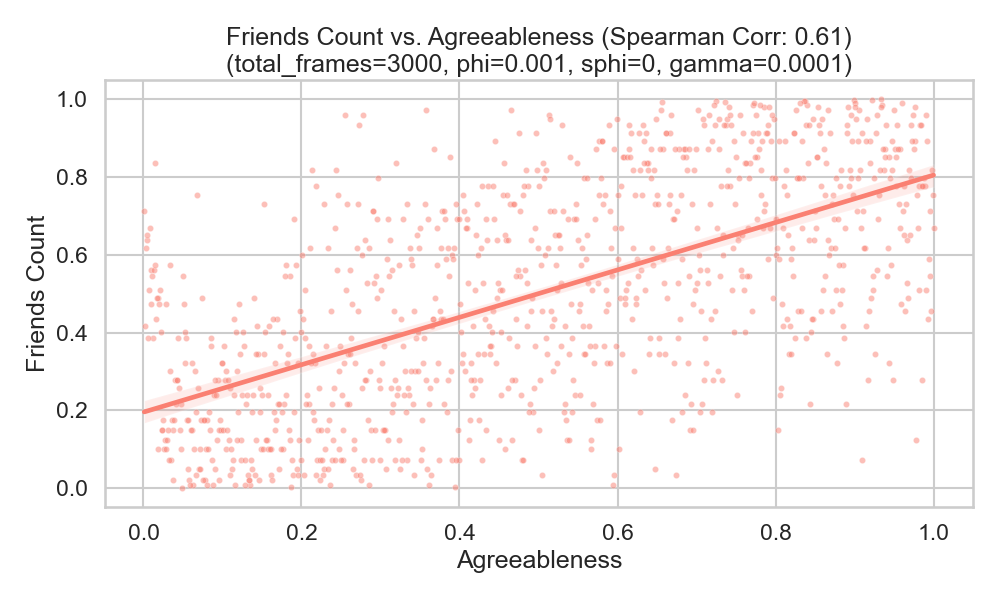 Friends Count vs. Agreeableness (Spearman Corr: 0.61)
(total_frames=3000, phi=0.001, sphi=0, gamma=0.0001)
Friends Count
1.0
0.8
0.6
0.4
0.2
0.0
0.0 0.2 0.4 0.6 0.8 1.0
Agreeableness